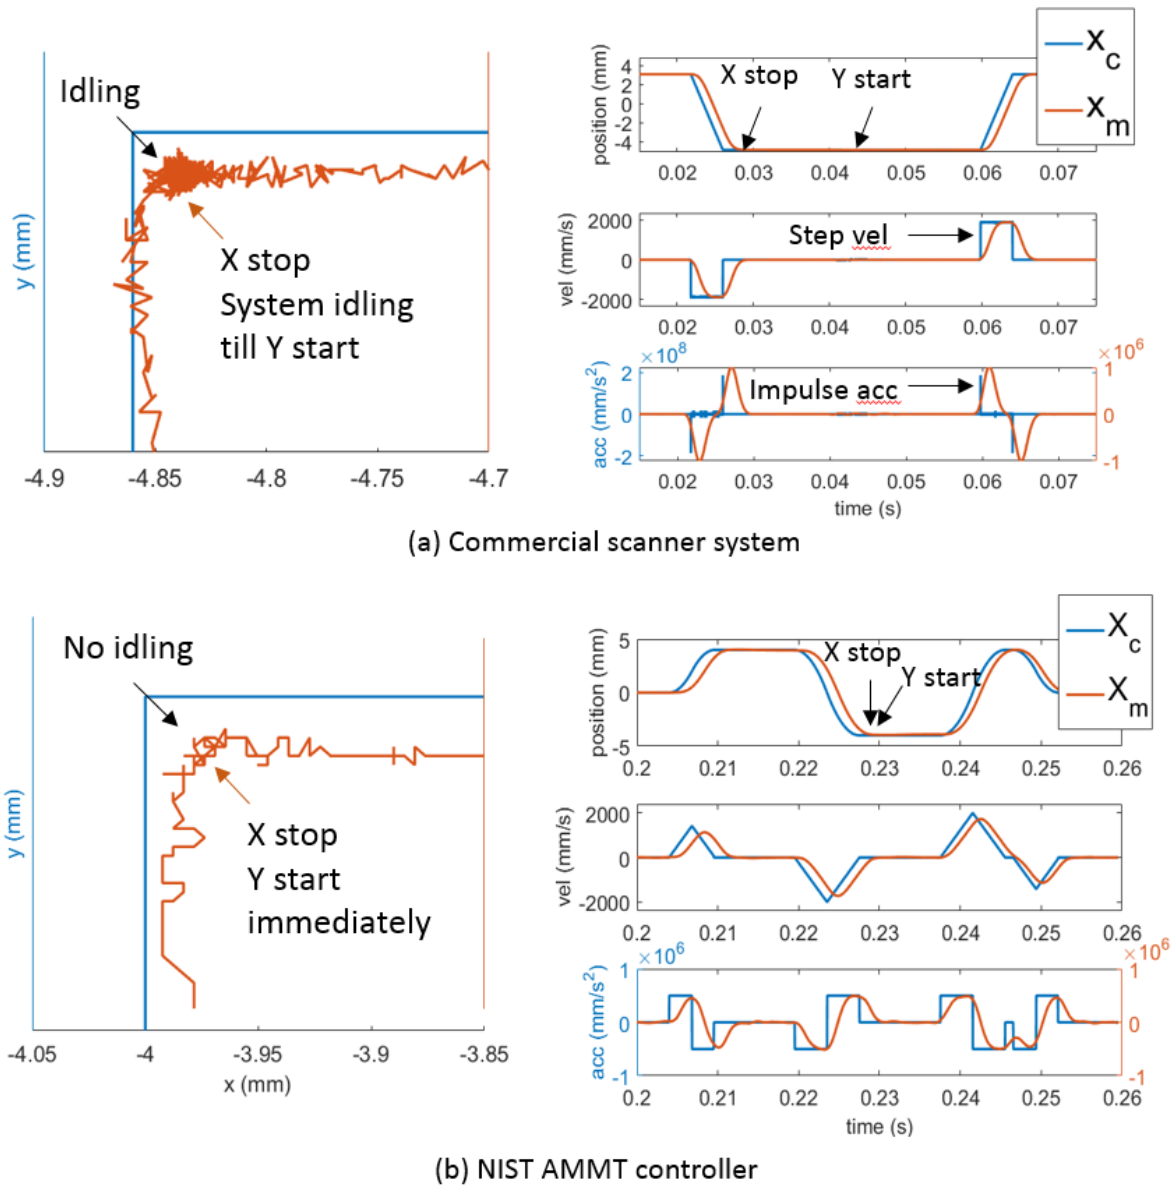 Idling
X stop
System idling
till Y start
y (mm)
-4.9
-4.85
-4.8
-4.75
-4.7
Xc
Xm
position (mm)
4
2
0
-2
-4
X stop
Y start
0.02
0.03
0.04
0.05
0.06
0.07
vel (mm/s)
2000
0
-2000
Step vel
0.02
0.03
0.04
0.05
0.06
0.07
×10⁸
×10⁶
acc (mm/s²)
2
0
-2
Impulse acc
1
0
-1
0.02
0.03
0.04
0.05
0.06
0.07
time (s)
(a) Commercial scanner system
No idling
X stop
Y start
immediately
y (mm)
-4.05
-4
-3.95
-3.9
-3.85
x (mm)
Xc
Xm
position (mm)
5
0
-5
X stop
Y start
0.2
0.21
0.22
0.23
0.24
0.25
0.26
vel (mm/s)
2000
0
-2000
0.2
0.21
0.22
0.23
0.24
0.25
0.26
×10⁶
×10⁶
acc (mm/s²)
1
0
-1
1
0
-1
0.2
0.21
0.22
0.23
0.24
0.25
0.26
time (s)
(b) NIST AMMT controller